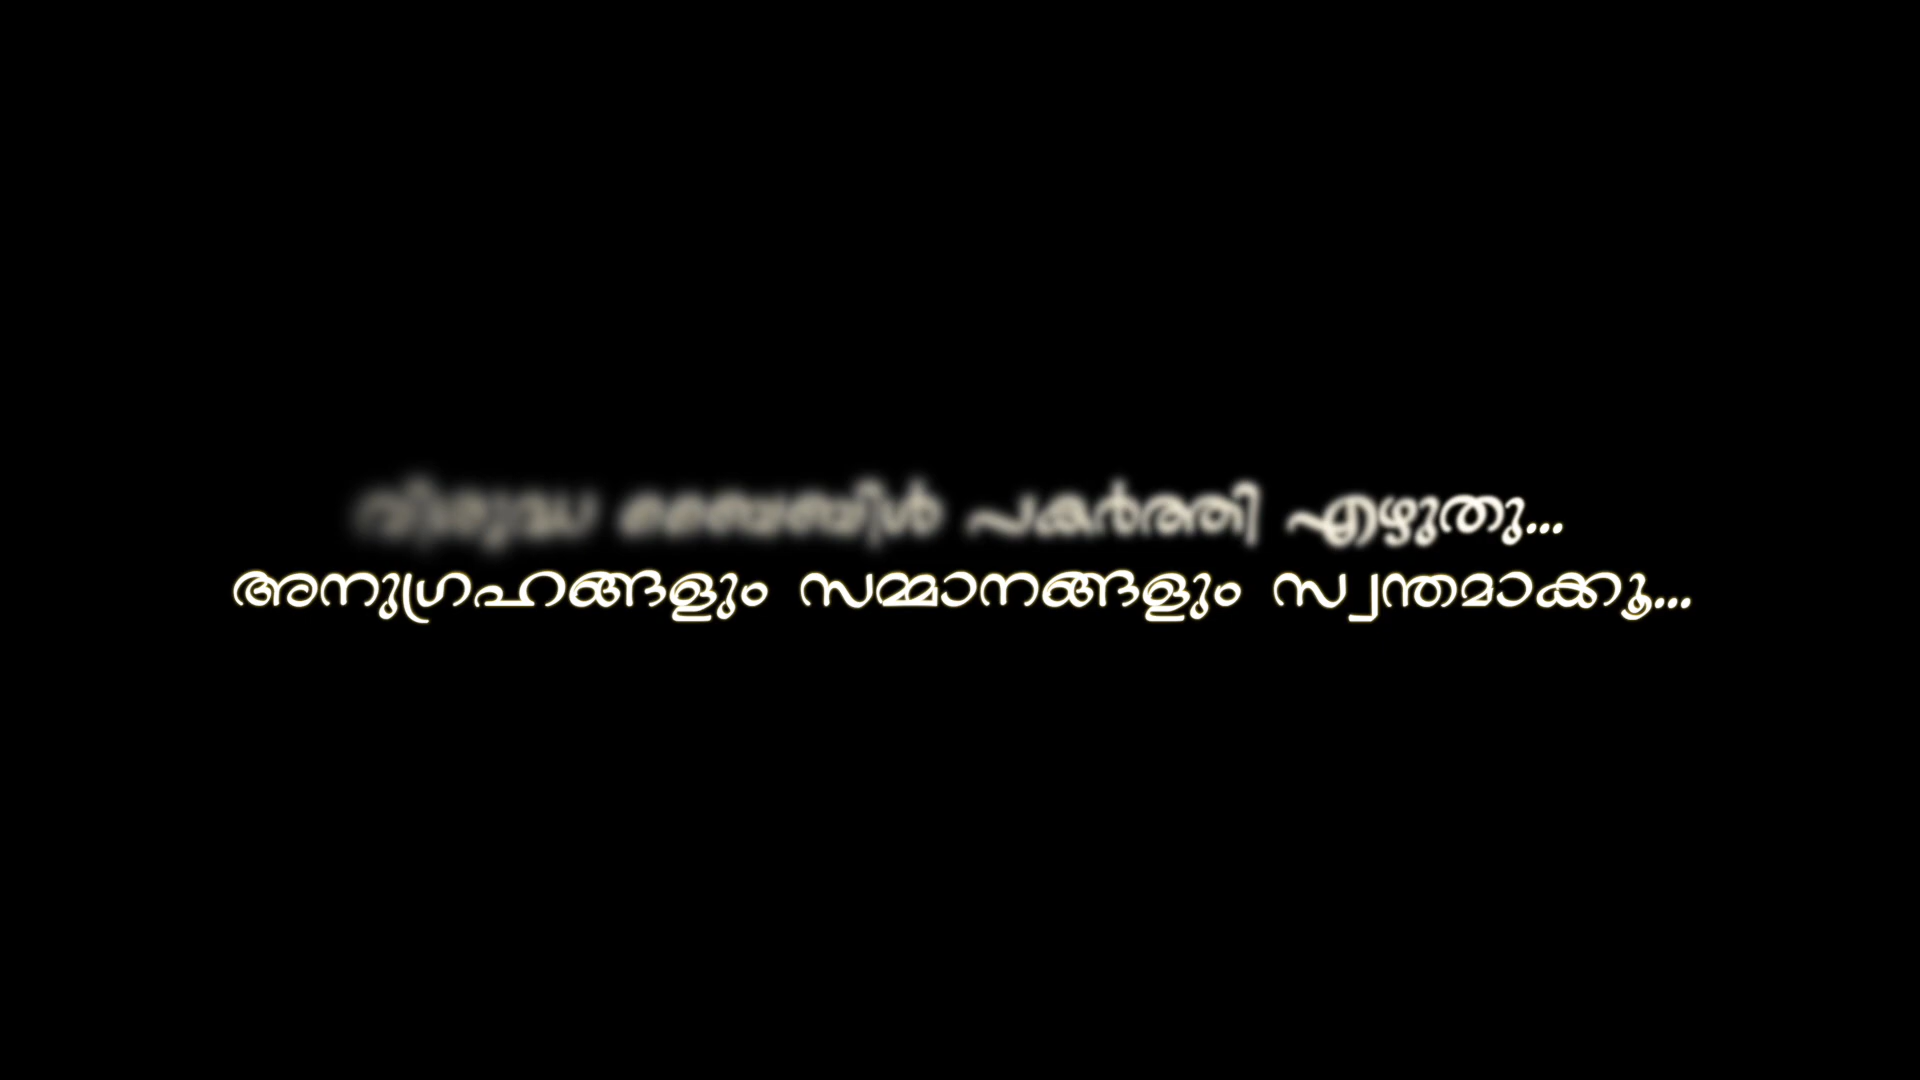 വിശുദ്ധ ബൈബിൾ പകർത്തി എഴുതു...
അനുഗ്രഹങ്ങളും സമ്മാനങ്ങളും സ്വന്തമാക്കൂ...